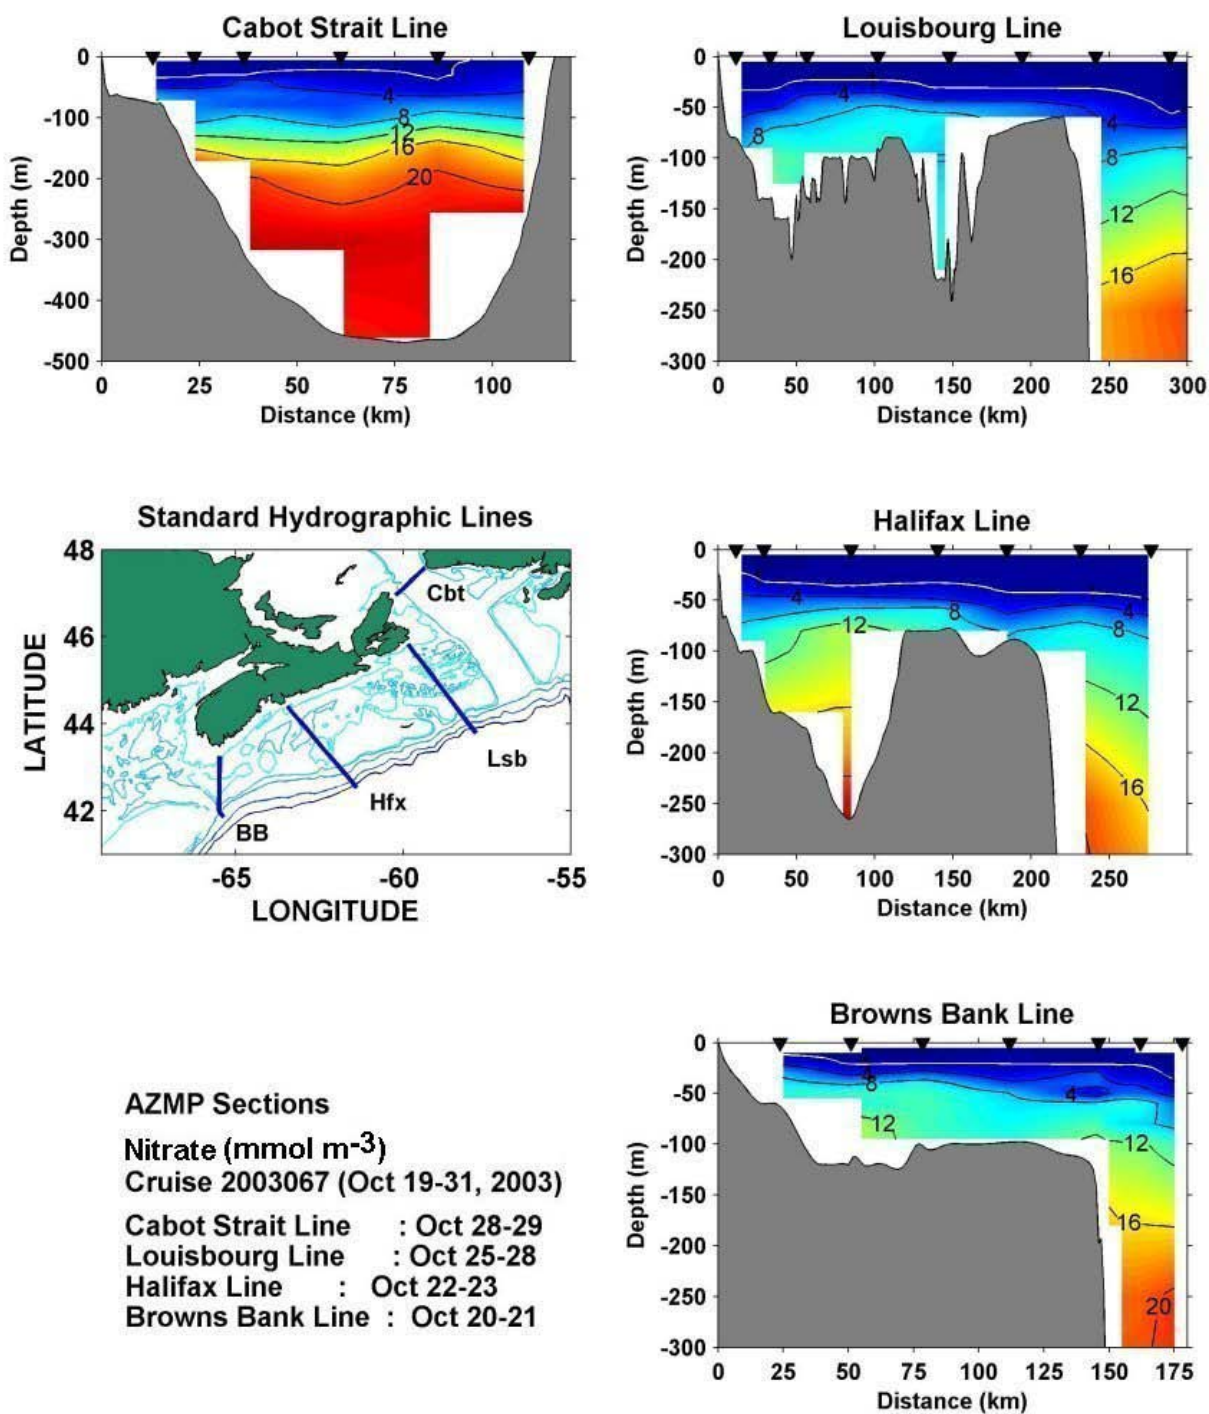 Cabot Strait Line
0
-100
-200
-300
-400
-500
Depth (m)
4
8
12
16
20
0 25 50 75 100
Distance (km)
Louisbourg Line
0
-50
-100
-150
-200
-250
-300
Depth (m)
4
4
8
8
12
16
0 50 100 150 200 250 300
Distance (km)
Standard Hydrographic Lines
48
46
44
42
LATITUDE
Cbt
Lsb
Hfx
BB
-65 -60 -55
LONGITUDE
Halifax Line
0
-50
-100
-150
-200
-250
-300
Depth (m)
4
8
4
12
8
12
16
0 50 100 150 200 250
Distance (km)
Browns Bank Line
0
-50
-100
-150
-200
-250
-300
Depth (m)
4
8
4
12
12
16
20
0 25 50 75 100 125 150 175
Distance (km)
AZMP Sections
Nitrate (mmol m-3)
Cruise 2003067 (Oct 19-31, 2003)
Cabot Strait Line : Oct 28-29
Louisbourg Line : Oct 25-28
Halifax Line : Oct 22-23
Browns Bank Line : Oct 20-21